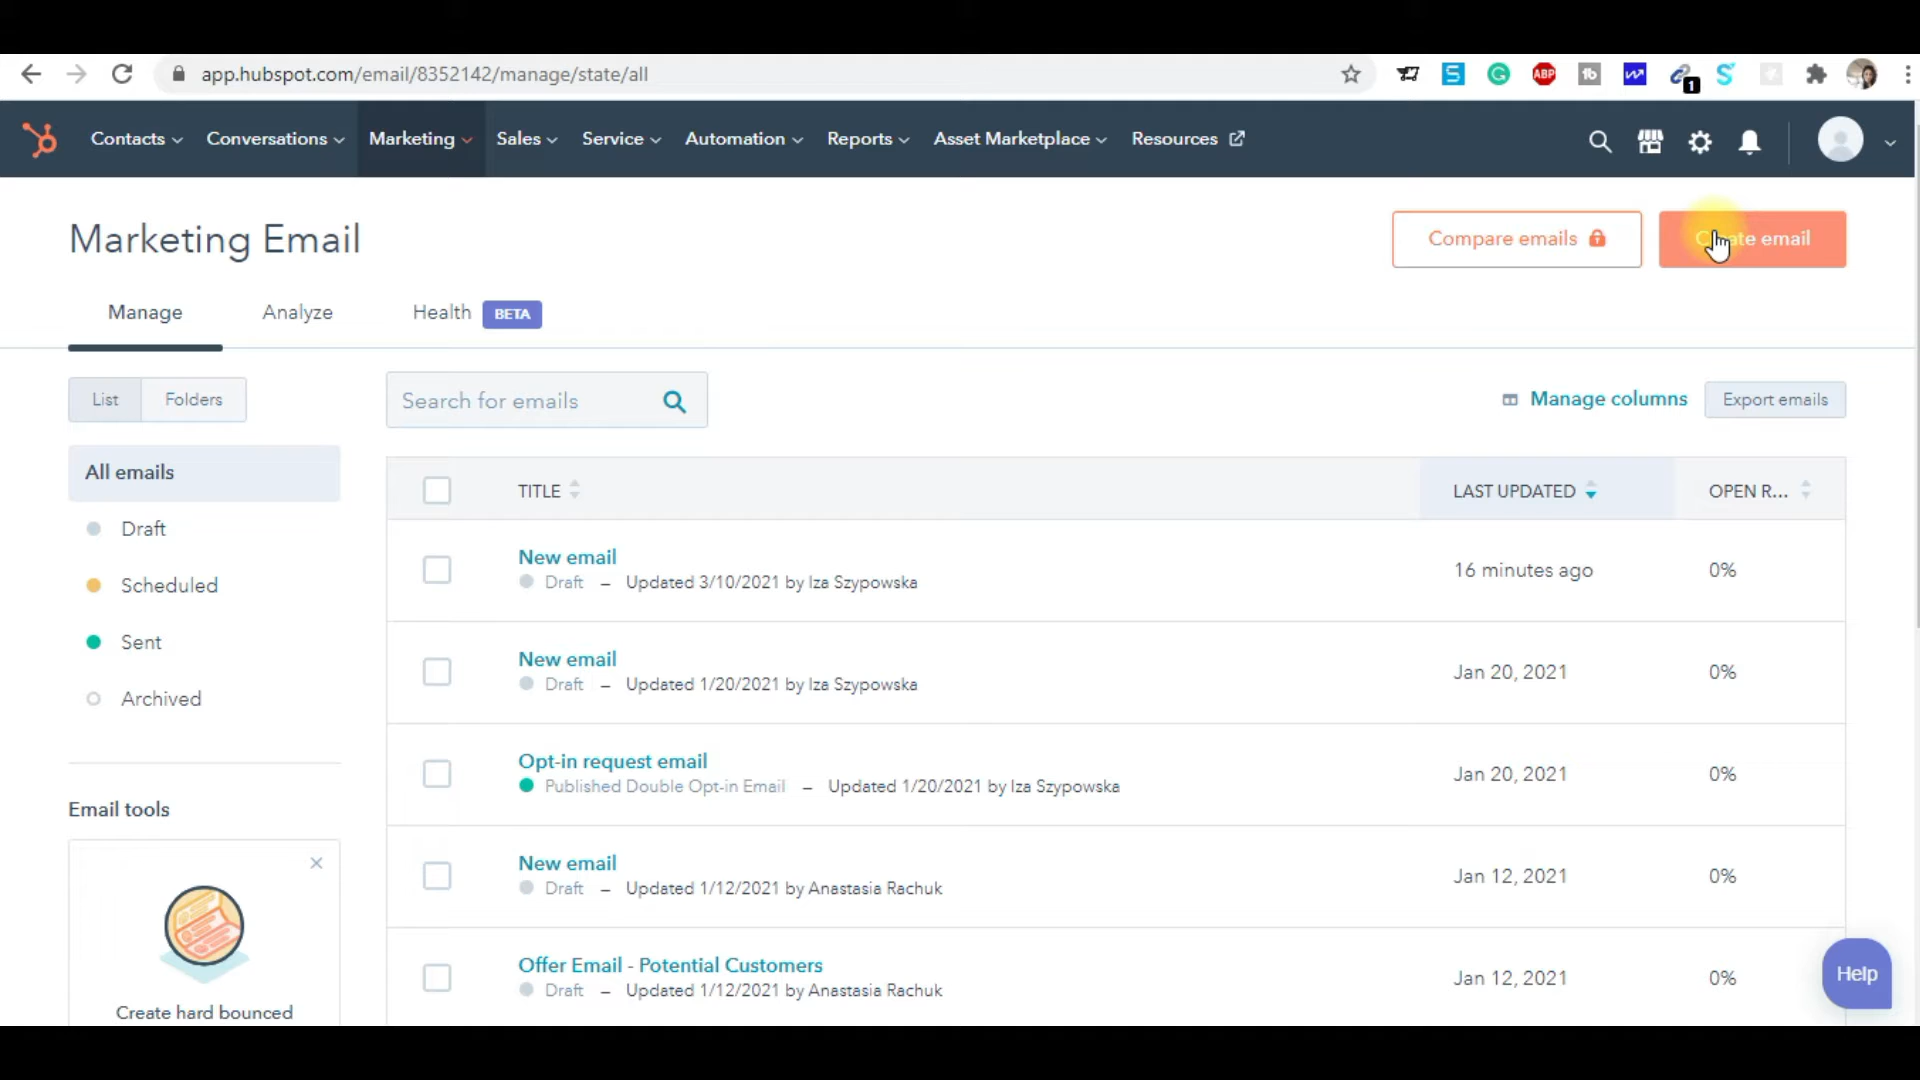 app.hubspot.com/email/8352142/manage/state/all
S
ABP
tb
S
1
Contacts
Conversations
Marketing
Sales
Service
Automation
Reports
Asset Marketplace
Resources
Marketing Email
Compare emails
email
Manage
Analyze
Health
BETA
List
Folders
Search for emails
Manage columns
Export emails
All emails
Draft
Scheduled
Sent
Archived
Email tools
Create hard bounced
TITLE
LAST UPDATED
OPEN R...
New email
Draft – Updated 3/10/2021 by Iza Szypowska
16 minutes ago
0%
New email
Draft – Updated 1/20/2021 by Iza Szypowska
Jan 20, 2021
0%
Opt-in request email
Published Double Opt-in Email – Updated 1/20/2021 by Iza Szypowska
Jan 20, 2021
0%
New email
Draft – Updated 1/12/2021 by Anastasia Rachuk
Jan 12, 2021
0%
Offer Email - Potential Customers
Draft – Updated 1/12/2021 by Anastasia Rachuk
Jan 12, 2021
0%
Help